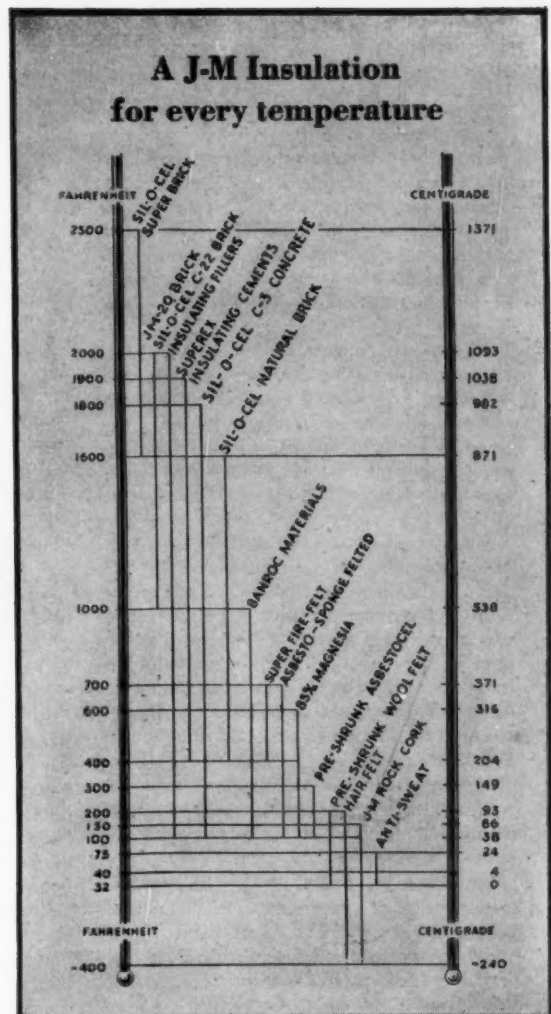 A J-M Insulation
for every temperature
FAHRENHEIT
CENTIGRADE
SIL-O-CEL
SUPER BRICK
2500
1371
JM-20 BRICK
SIL-O-CEL C-22 BRICK
INSULATING FILLERS
SUPEREX
INSULATING CEMENTS
SIL-O-CEL C-3 CONCRETE
SIL-O-CEL NATURAL BRICK
2000
1093
1900
1038
1800
982
1600
871
BANROC MATERIALS
1000
538
SUPER FIRE-FELT
ASBESTO-SPONGE FELTED
85% MAGNESIA
700
371
600
316
PRE-SHRUNK ASBESTOCEL
PRE-SHRUNK WOOL FELT
HAIR FELT
J-M ROCK CORK
ANTI-SWEAT
400
204
300
149
200
93
150
66
100
38
75
24
40
4
32
0
FAHRENHEIT
CENTIGRADE
-400
-240